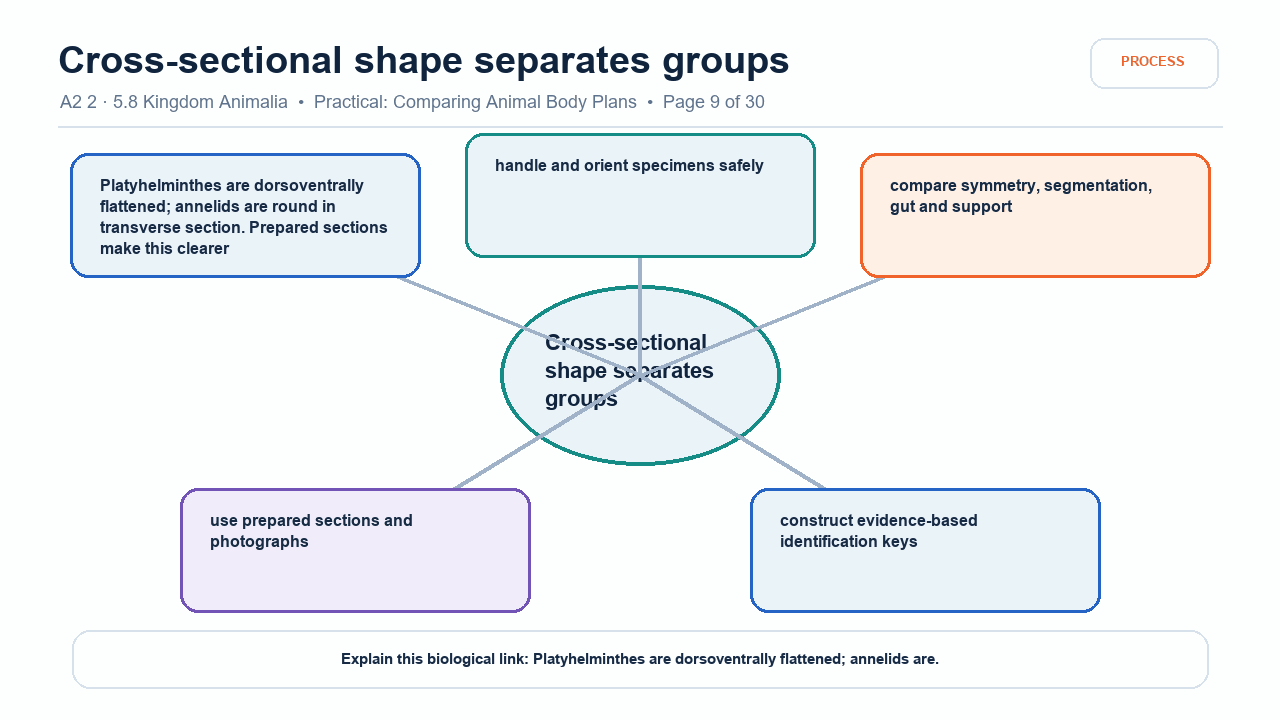 Cross-sectional shape separates groups
PROCESS
A2 2 · 5.8 Kingdom Animalia • Practical: Comparing Animal Body Plans • Page 9 of 30
Platyhelminthes are dorsoventrally
flattened; annelids are round in
transverse section. Prepared sections
make this clearer
handle and orient specimens safely
compare symmetry, segmentation,
gut and support
Cross-sectional
shape separates
groups
use prepared sections and
photographs
construct evidence-based
identification keys
Explain this biological link: Platyhelminthes are dorsoventrally flattened; annelids are.